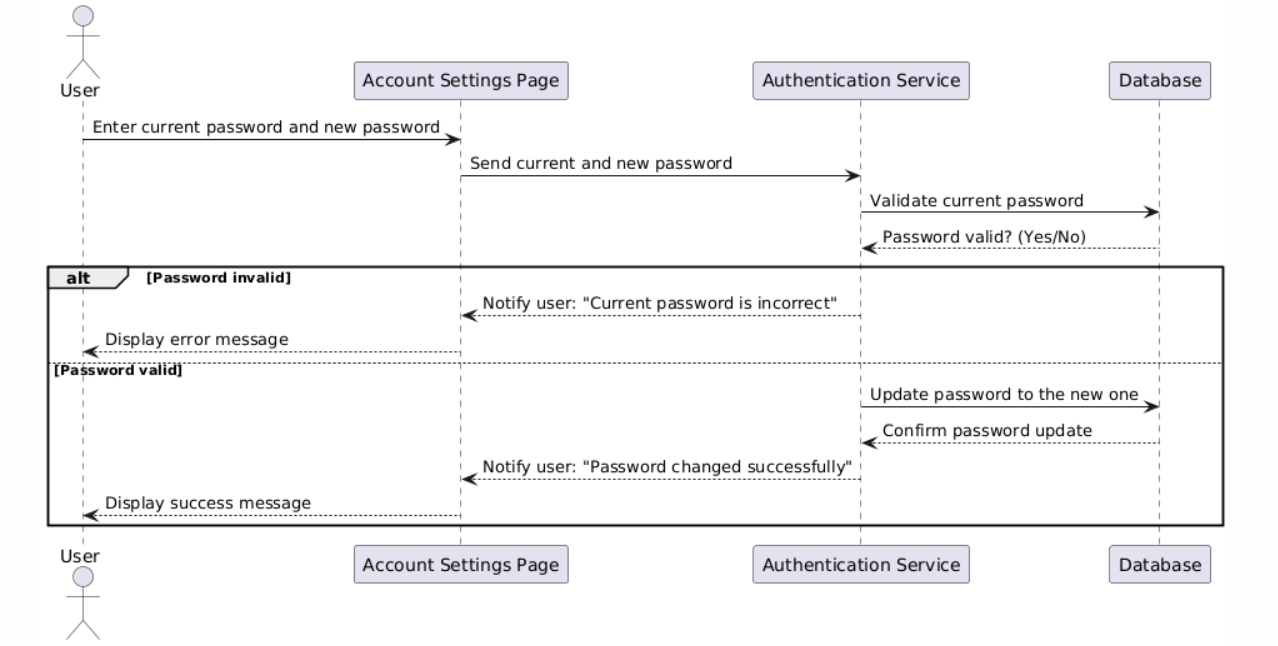 User
Account Settings Page
Authentication Service
Database
Enter current password and new password
Send current and new password
Validate current password
Password valid? (Yes/No)
alt
[Password invalid]
Notify user: "Current password is incorrect"
Display error message
[Password valid]
Update password to the new one
Confirm password update
Notify user: "Password changed successfully"
Display success message
User
Account Settings Page
Authentication Service
Database